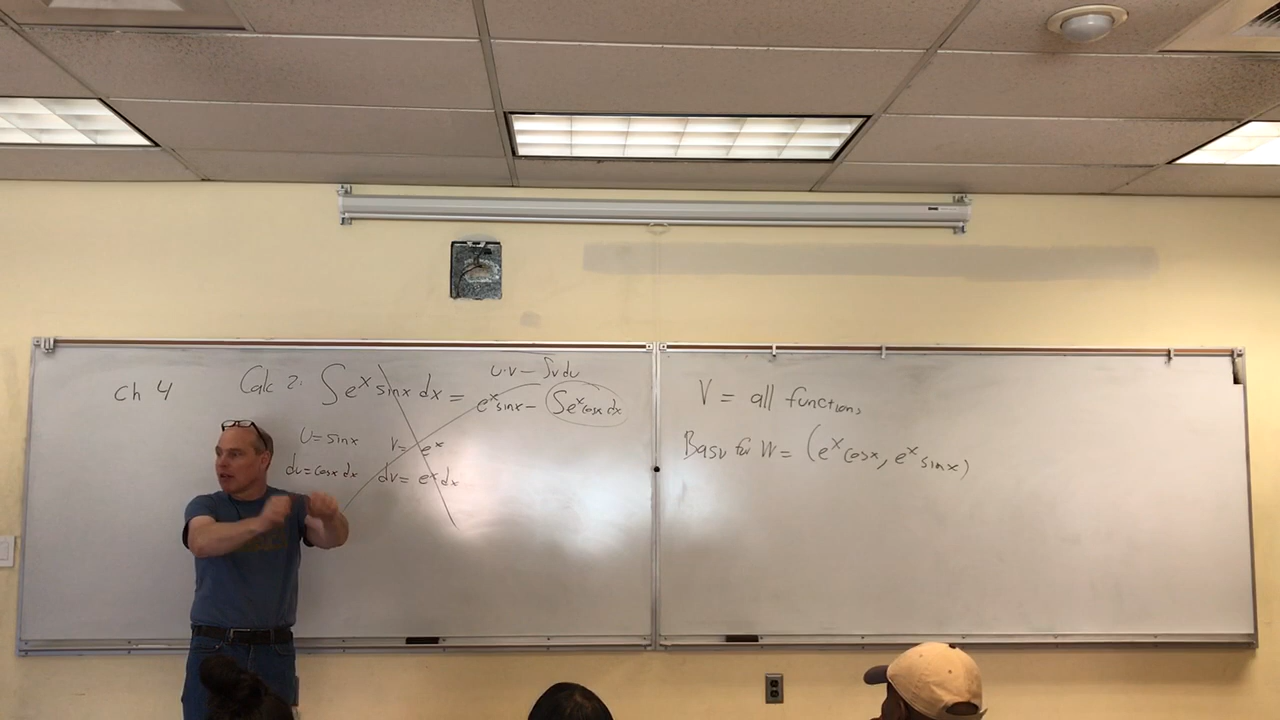 Ch 4
Calc 2: ∫e^x sinx dx = e^x sinx - ∫e^x cosx dx
u·v - ∫v du
u = sinx v = e^x
du = cosx dx dv = e^x dx
V = all functions
Basis for W = (e^x cosx, e^x sinx)